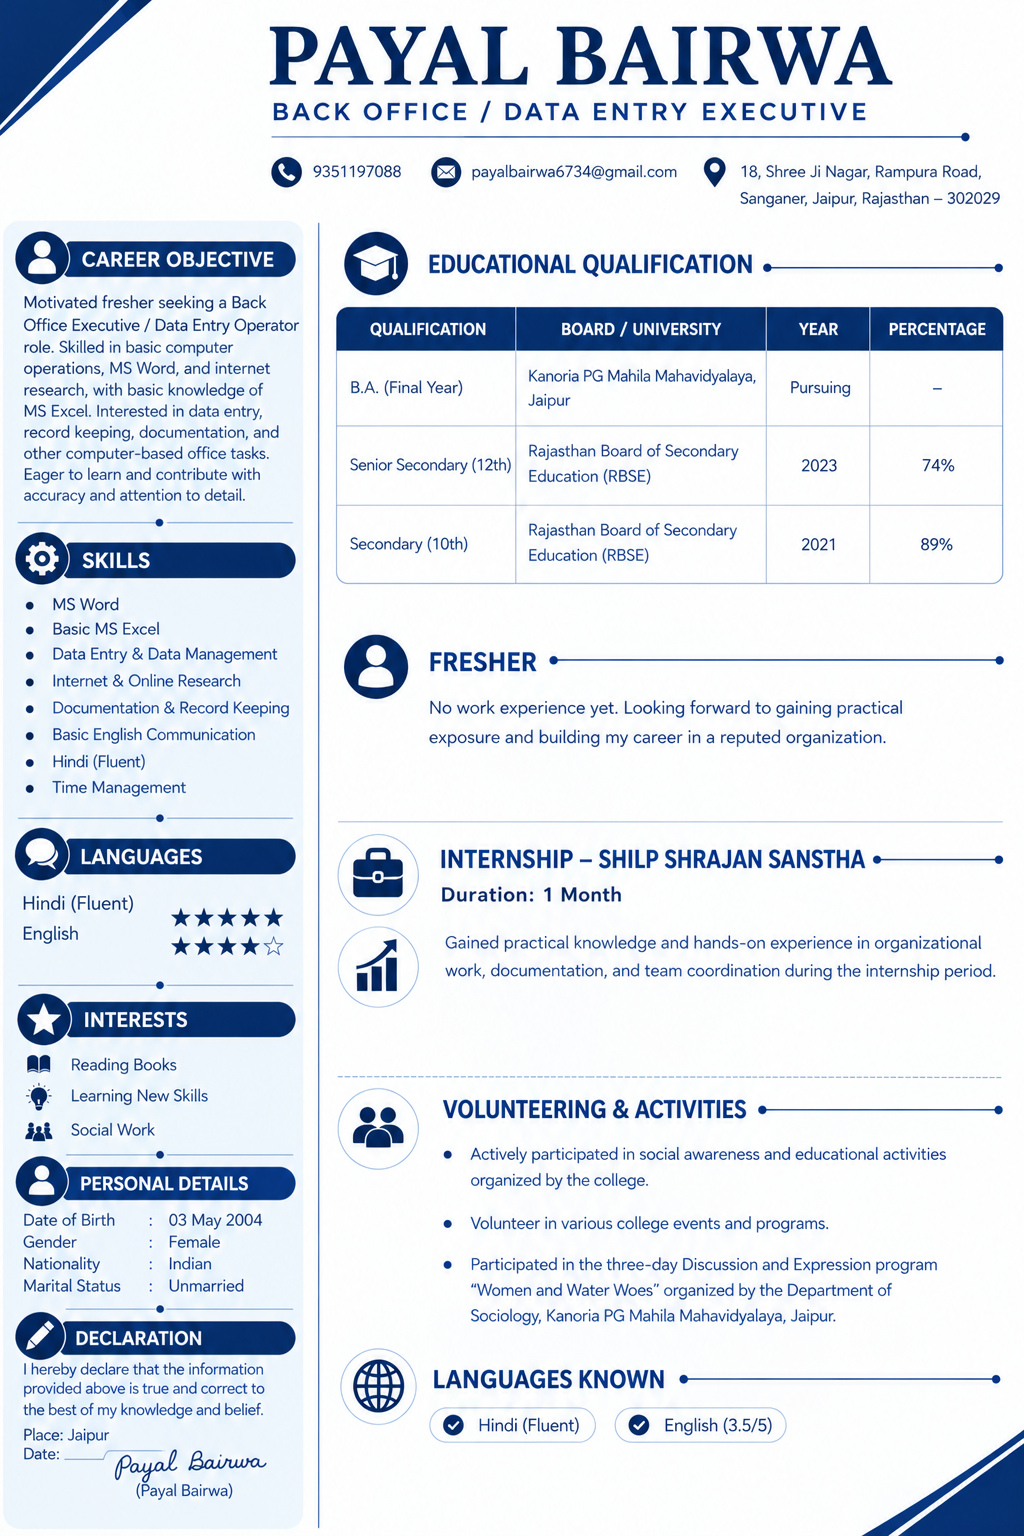 PAYAL BAIRWA
BACK OFFICE / DATA ENTRY EXECUTIVE
9351197088
payalbairwa6734@gmail.com
18, Shree Ji Nagar, Rampura Road,
Sanganer, Jaipur, Rajasthan – 302029
CAREER OBJECTIVE
Motivated fresher seeking a Back
Office Executive / Data Entry Operator
role. Skilled in basic computer
operations, MS Word, and internet
research, with basic knowledge of
MS Excel. Interested in data entry,
record keeping, documentation, and
other computer-based office tasks.
Eager to learn and contribute with
accuracy and attention to detail.
SKILLS
• MS Word
• Basic MS Excel
• Data Entry & Data Management
• Internet & Online Research
• Documentation & Record Keeping
• Basic English Communication
• Hindi (Fluent)
• Time Management
LANGUAGES
Hindi (Fluent) ★★★★★
English ★★★★☆
INTERESTS
Reading Books
Learning New Skills
Social Work
PERSONAL DETAILS
Date of Birth : 03 May 2004
Gender : Female
Nationality : Indian
Marital Status : Unmarried
DECLARATION
I hereby declare that the information
provided above is true and correct to
the best of my knowledge and belief.
Place: Jaipur
Date: ______
Payal Bairwa
(Payal Bairwa)
EDUCATIONAL QUALIFICATION
QUALIFICATION BOARD / UNIVERSITY YEAR PERCENTAGE
B.A. (Final Year) Kanoria PG Mahila Mahavidyalaya, Pursuing –
Jaipur
Senior Secondary (12th) Rajasthan Board of Secondary 2023 74%
Education (RBSE)
Secondary (10th) Rajasthan Board of Secondary 2021 89%
Education (RBSE)
FRESHER
No work experience yet. Looking forward to gaining practical
exposure and building my career in a reputed organization.
INTERNSHIP – SHILP SHRAJAN SANSTHA
Duration: 1 Month
Gained practical knowledge and hands-on experience in organizational
work, documentation, and team coordination during the internship period.
VOLUNTEERING & ACTIVITIES
• Actively participated in social awareness and educational activities
organized by the college.
• Volunteer in various college events and programs.
• Participated in the three-day Discussion and Expression program
“Women and Water Woes” organized by the Department of
Sociology, Kanoria PG Mahila Mahavidyalaya, Jaipur.
LANGUAGES KNOWN
Hindi (Fluent)
English (3.5/5)